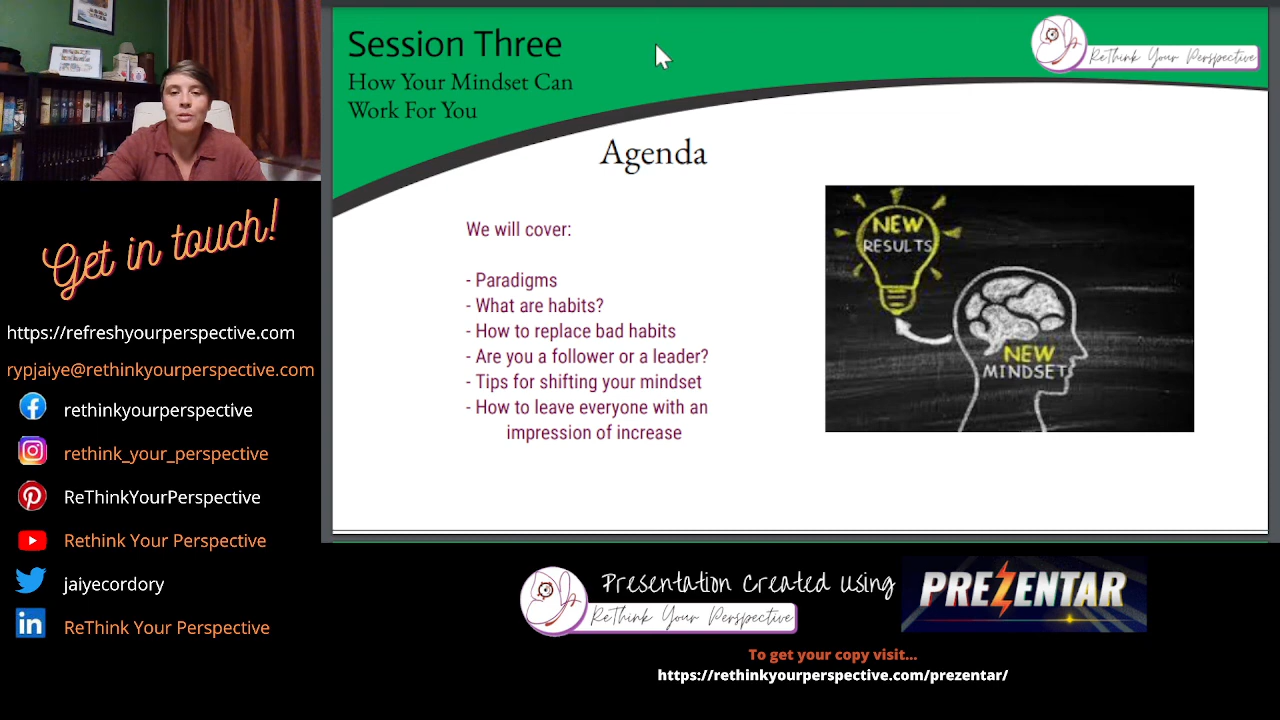 Session Three
How Your Mindset Can
Work For You
ReThink Your Perspective
Agenda
We will cover:
- Paradigms
- What are habits?
- How to replace bad habits
- Are you a follower or a leader?
- Tips for shifting your mindset
- How to leave everyone with an
impression of increase
NEW
RESULTS
NEW
MINDSET
Get in touch!
https://refreshyourperspective.com
rypjaiye@rethinkyourperspective.com
rethinkyourperspective
rethink_your_perspective
ReThinkYourPerspective
Rethink Your Perspective
jaiyecordory
in
ReThink Your Perspective
Presentation Created Using
ReThink Your Perspective
PREZENTAR
To get your copy visit...
https://rethinkyourperspective.com/prezentar/